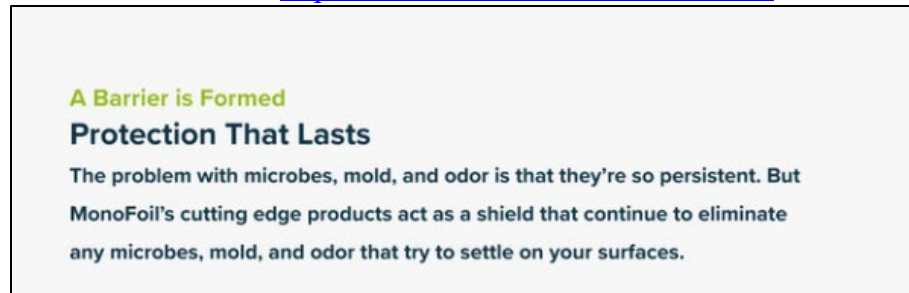 A Barrier is Formed
Protection That Lasts
The problem with microbes, mold, and odor is that they’re so persistent. But
MonoFoil’s cutting edge products act as a shield that continue to eliminate
any microbes, mold, and odor that try to settle on your surfaces.